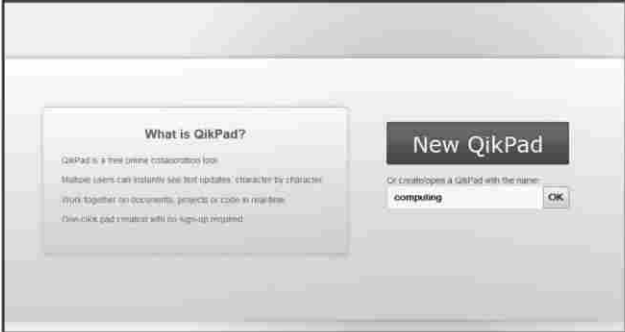 What is QikPad?
QikPad is a free online collaboration tool.
Multiple users can instantly see text updates, character by character.
Work together on documents, projects or code in real-time.
One-click pad creation with no sign-up required.
New QikPad
Or create/open a QikPad with the name:
computing
OK